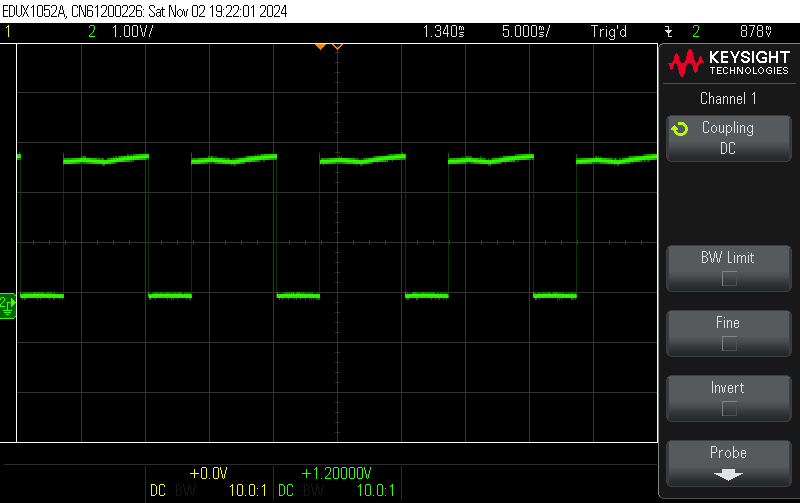 EDUX1052A, CN61200226: Sat Nov 02 19:22:01 2024
1 2 1.00V/ 1.340s 5.000s/ Trig'd 2 878mV
KEYSIGHT
TECHNOLOGIES
Channel 1
Coupling
DC
BW Limit
2
Fine
Invert
Probe
+0.0V +1.20000V
DC BW 10.0:1 DC BW 10.0:1